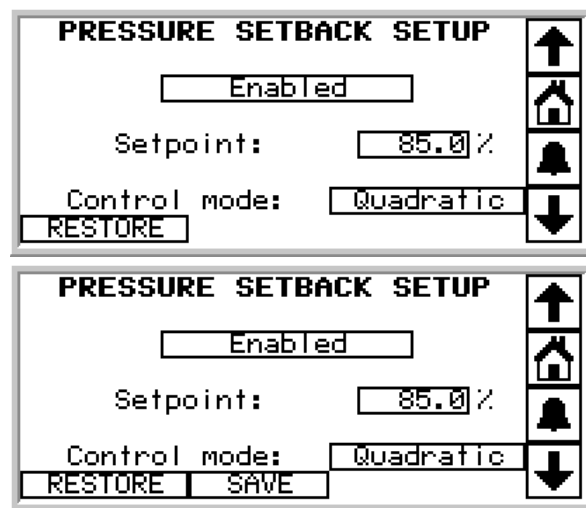 PRESSURE SETBACK SETUP
Enabled
Setpoint: 85.0 %
Control mode: Quadratic
RESTORE
PRESSURE SETBACK SETUP
Enabled
Setpoint: 85.0 %
Control mode: Quadratic
RESTORE SAVE